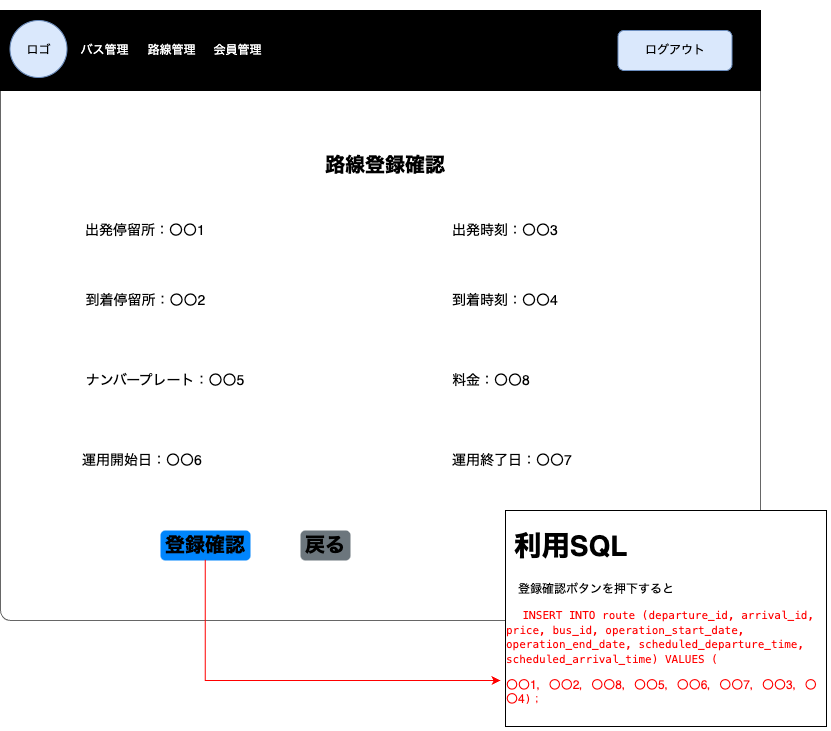 ロゴ バス管理 路線管理 会員管理 ログアウト
路線登録確認
出発停留所：〇〇1 出発時刻：〇〇3
到着停留所：〇〇2 到着時刻：〇〇4
ナンバープレート：〇〇5 料金：〇〇8
運用開始日：〇〇6 運用終了日：〇〇7
登録確認 戻る
利用SQL
登録確認ボタンを押下すると
INSERT INTO route (departure_id, arrival_id,
price, bus_id, operation_start_date,
operation_end_date, scheduled_departure_time,
scheduled_arrival_time) VALUES (
〇〇1, 〇〇2, 〇〇8, 〇〇5, 〇〇6, 〇〇7, 〇〇3, 〇
〇4);